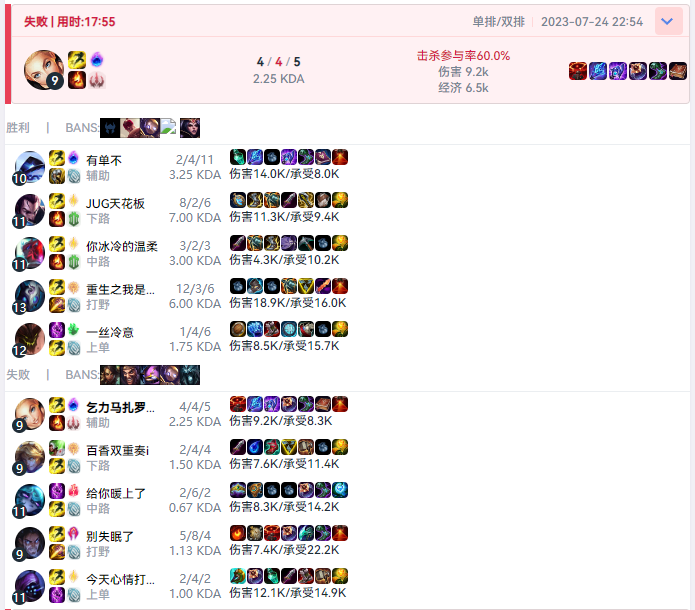 失败 | 用时:17:55 单排/双排 2023-07-24 22:54
9 4 / 4 / 5 2.25 KDA 击杀参与率60.0%
伤害 9.2k
经济 6.5k
胜利 | BANS:
10 有单不 辅助 2/4/11 3.25 KDA 伤害14.0K/承受8.0K
11 JUG天花板 下路 8/2/6 7.00 KDA 伤害11.3K/承受9.4K
11 你冰冷的温柔 中路 3/2/3 3.00 KDA 伤害4.3K/承受10.2K
13 重生之我是... 打野 12/3/6 6.00 KDA 伤害18.9K/承受16.0K
12 一丝冷意 上单 1/4/6 1.75 KDA 伤害8.5K/承受15.7K
失败 | BANS:
9 乞力马扎罗... 辅助 4/4/5 2.25 KDA 伤害9.2K/承受8.3K
9 百香双重奏i 下路 2/4/4 1.50 KDA 伤害7.6K/承受11.4K
11 给你暖上了 中路 2/6/2 0.67 KDA 伤害8.3K/承受14.2K
9 别失眠了 打野 5/8/4 1.13 KDA 伤害7.4K/承受22.2K
11 今天心情打... 上单 2/4/2 1.00 KDA 伤害12.1K/承受14.9K